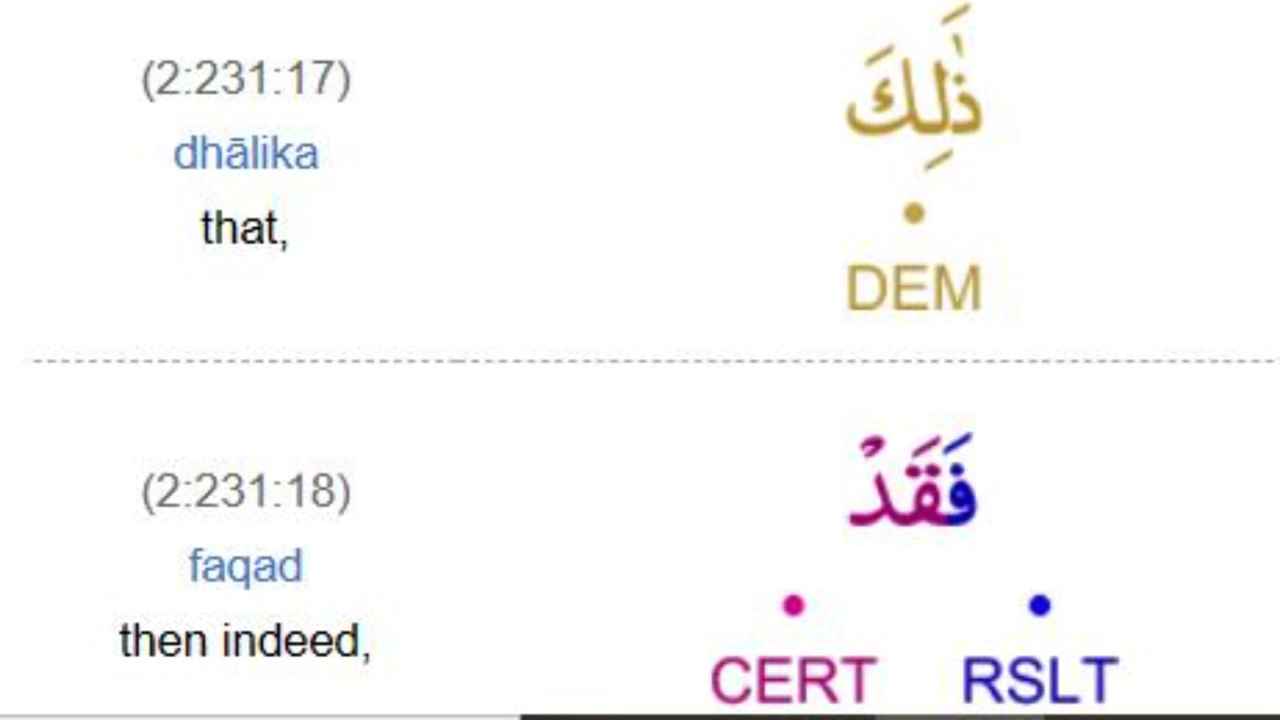 (2:231:17)
dhālika
that,
ذَٰلِكَ
DEM
(2:231:18)
faqad
then indeed,
فَقَدْ
CERT RSLT